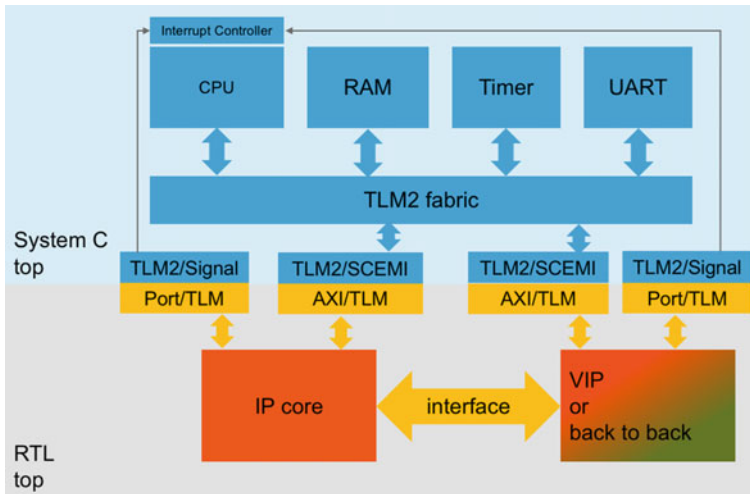 Interrupt Controller
CPU
RAM
Timer
UART
TLM2 fabric
System C
top
TLM2/Signal
TLM2/SCEMI
TLM2/SCEMI
TLM2/Signal
Port/TLM
AXI/TLM
AXI/TLM
Port/TLM
IP core
interface
VIP
or
back to back
RTL
top